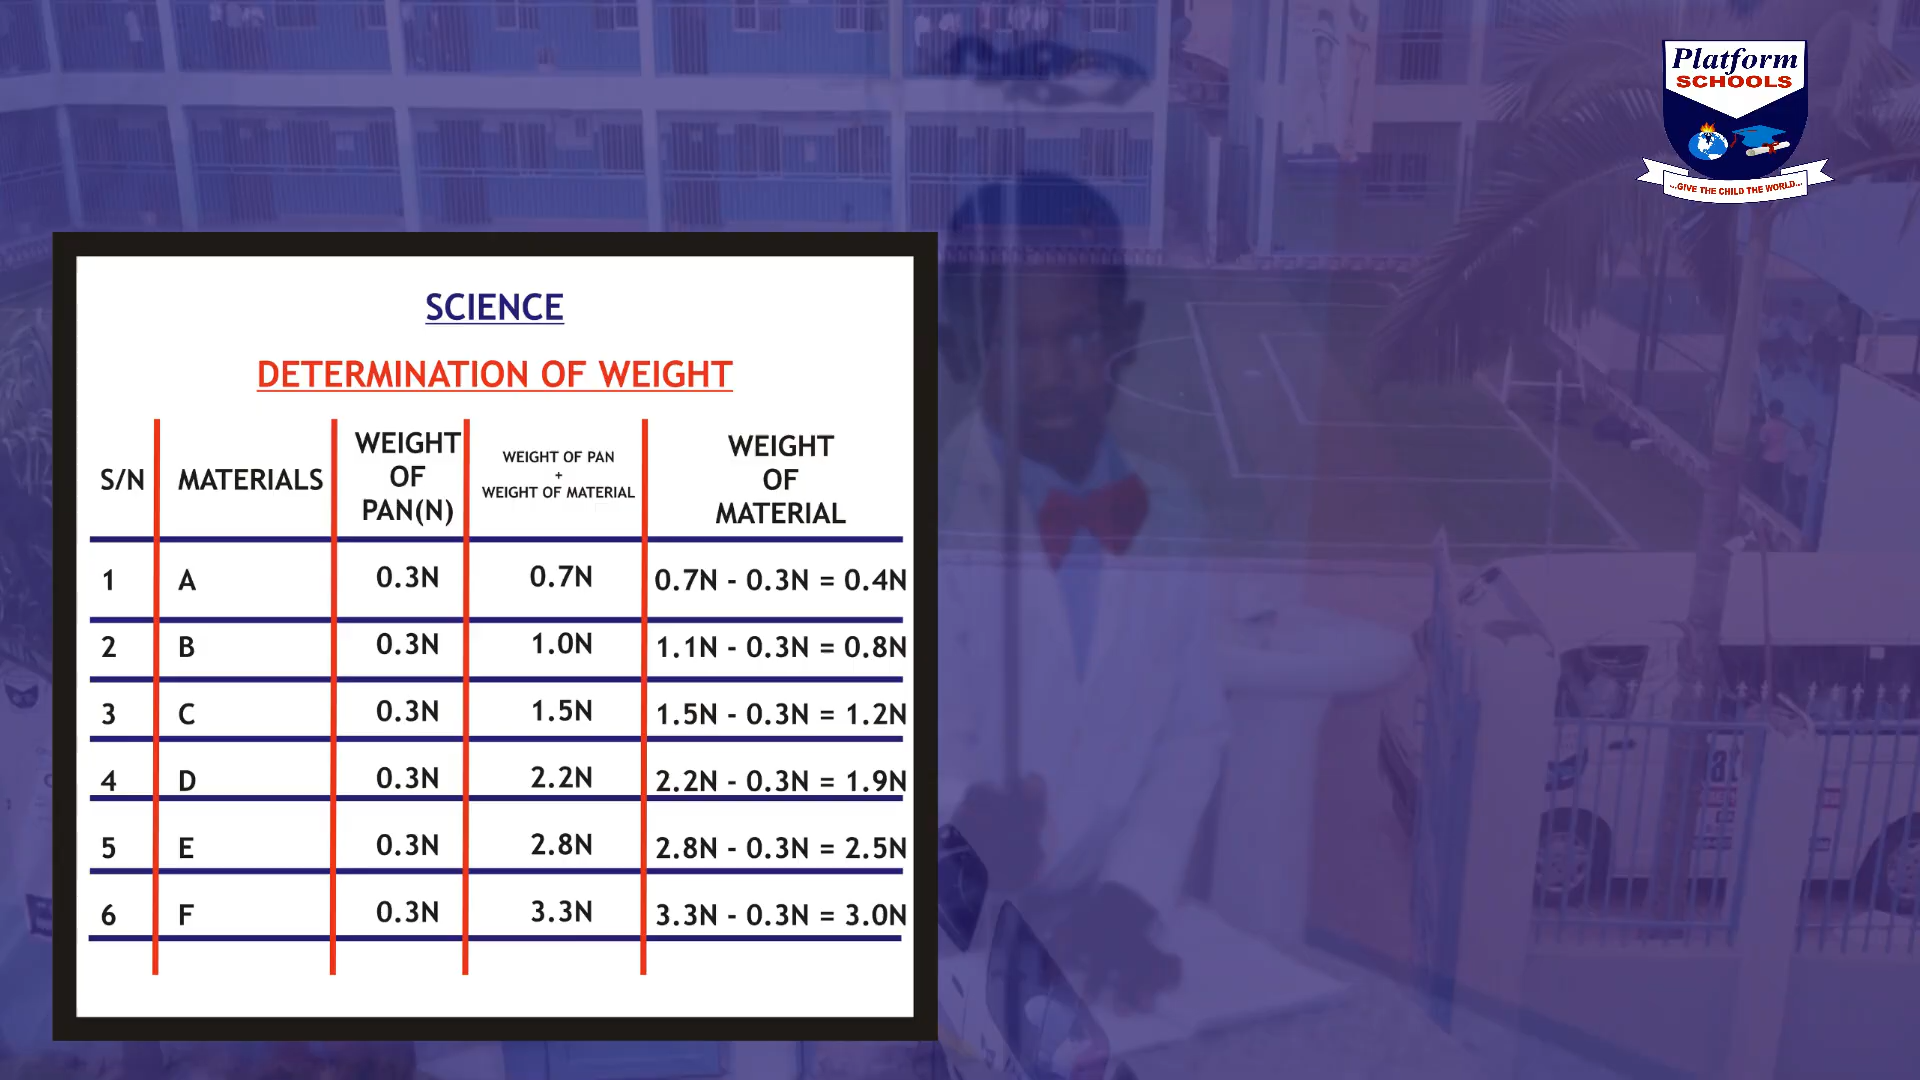 Platform
SCHOOLS
...GIVE THE CHILD THE WORLD...
SCIENCE
DETERMINATION OF WEIGHT
S/N MATERIALS WEIGHT OF PAN(N) WEIGHT OF PAN + WEIGHT OF MATERIAL WEIGHT OF MATERIAL
1 A 0.3N 0.7N 0.7N - 0.3N = 0.4N
2 B 0.3N 1.0N 1.1N - 0.3N = 0.8N
3 C 0.3N 1.5N 1.5N - 0.3N = 1.2N
4 D 0.3N 2.2N 2.2N - 0.3N = 1.9N
5 E 0.3N 2.8N 2.8N - 0.3N = 2.5N
6 F 0.3N 3.3N 3.3N - 0.3N = 3.0N